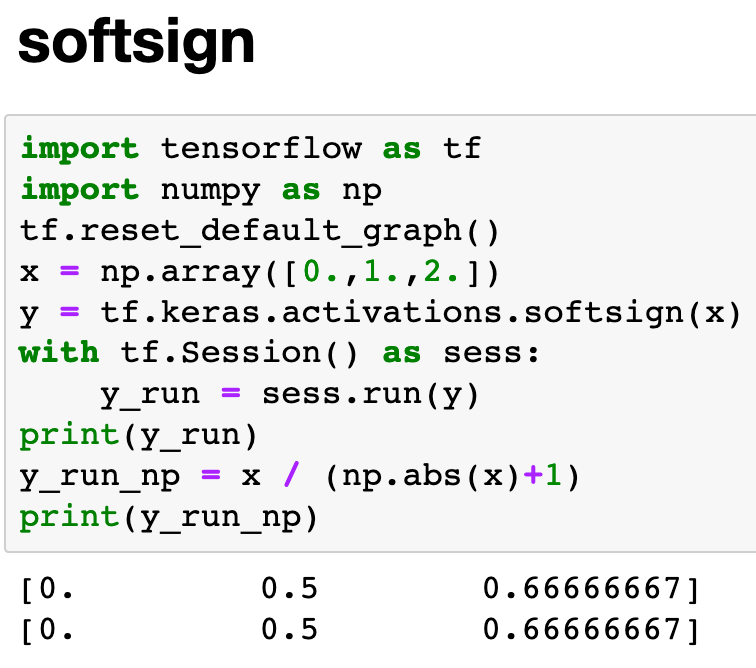 softsign
import tensorflow as tf
import numpy as np
tf.reset_default_graph()
x = np.array([0.,1.,2.])
y = tf.keras.activations.softsign(x)
with tf.Session() as sess:
    y_run = sess.run(y)
print(y_run)
y_run_np = x / (np.abs(x)+1)
print(y_run_np)
[0.         0.5        0.66666667]
[0.         0.5        0.66666667]